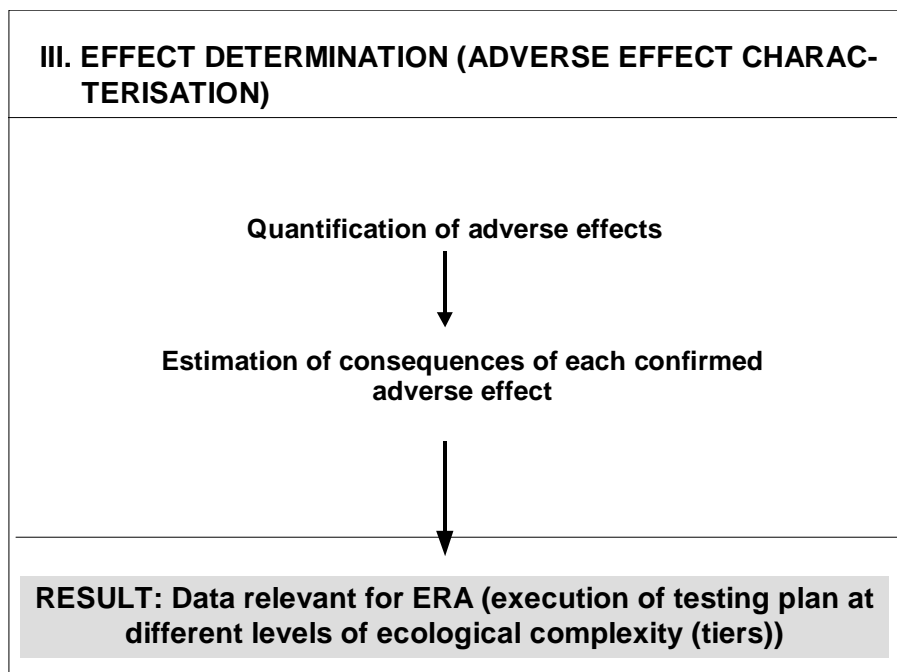 III. EFFECT DETERMINATION (ADVERSE EFFECT CHARAC-
TERISATION)
Quantification of adverse effects
Estimation of consequences of each confirmed
adverse effect
RESULT: Data relevant for ERA (execution of testing plan at
different levels of ecological complexity (tiers))